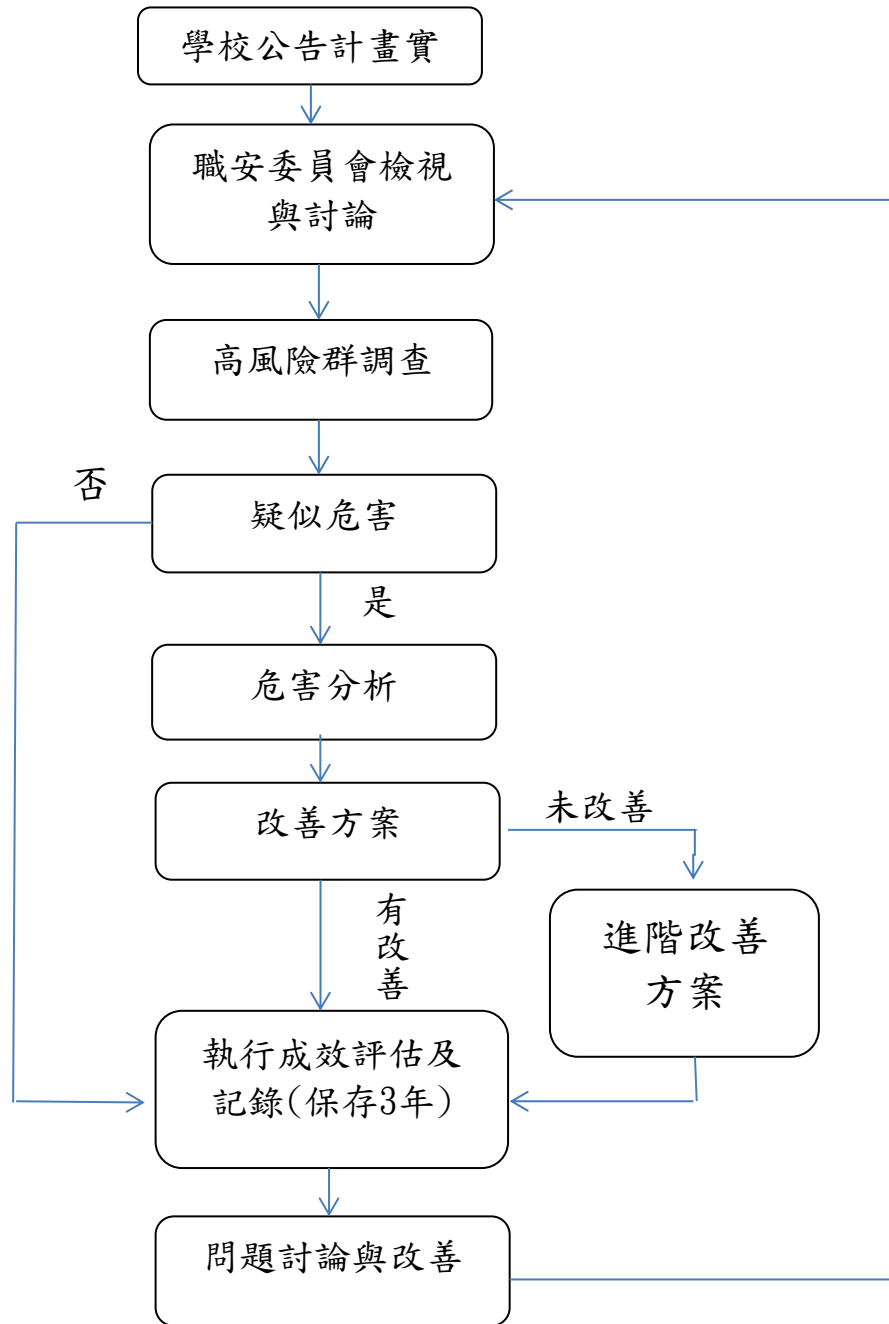 學校公告計畫實
職安委員會檢視
與討論
高風險群調查
否
疑似危害
是
危害分析
改善方案
未改善
有
改
善
進階改善
方案
執行成效評估及
記錄(保存3年)
問題討論與改善